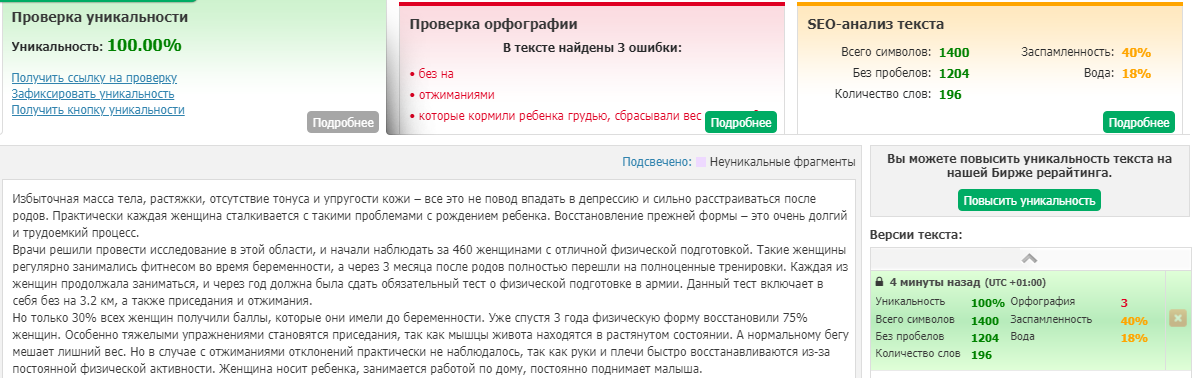 Проверка уникальности
Уникальность: 100.00%
Получить ссылку на проверку
Зафиксировать уникальность
Получить кнопку уникальности
Подробнее
Проверка орфографии
В тексте найдены 3 ошибки:
• без на
• отжиманиями
• которые кормили ребенка грудью, сбрасывали вес
Подробнее
SEO-анализ текста
Всего символов: 1400
Без пробелов: 1204
Количество слов: 196
Заспамленность: 40%
Вода: 18%
Подробнее
Подсвечено: Неуникальные фрагменты
Избыточная масса тела, растяжки, отсутствие тонуса и упругости кожи – все это не повод впадать в депрессию и сильно расстраиваться после
родов. Практически каждая женщина сталкивается с такими проблемами с рождением ребенка. Восстановление прежней формы – это очень долгий
и трудоемкий процесс.
Врачи решили провести исследование в этой области, и начали наблюдать за 460 женщинами с отличной физической подготовкой. Такие женщины
регулярно занимались фитнесом во время беременности, а через 3 месяца после родов полностью перешли на полноценные тренировки. Каждая из
женщин продолжала заниматься, и через год должна была сдать обязательный тест о физической подготовке в армии. Данный тест включает в
себя без на 3.2 км, а также приседания и отжимания.
Но только 30% всех женщин получили баллы, которые они имели до беременности. Уже спустя 3 года физическую форму восстановили 75%
женщин. Особенно тяжелыми упражнениями становятся приседания, так как мышцы живота находятся в растянутом состоянии. А нормальному бегу
мешает лишний вес. Но в случае с отжиманиями отклонений практически не наблюдалось, так как руки и плечи быстро восстанавливаются из-за
постоянной физической активности. Женщина носит ребенка, занимается работой по дому, постоянно поднимает малыша.
Вы можете повысить уникальность текста на
нашей Бирже рерайтинга.
Повысить уникальность
Версии текста:
4 минуты назад (UTC +01:00)
Уникальность 100% Орфография 3
Всего символов 1400 Заспамленность 40%
Без пробелов 1204 Вода 18%
Количество слов 196